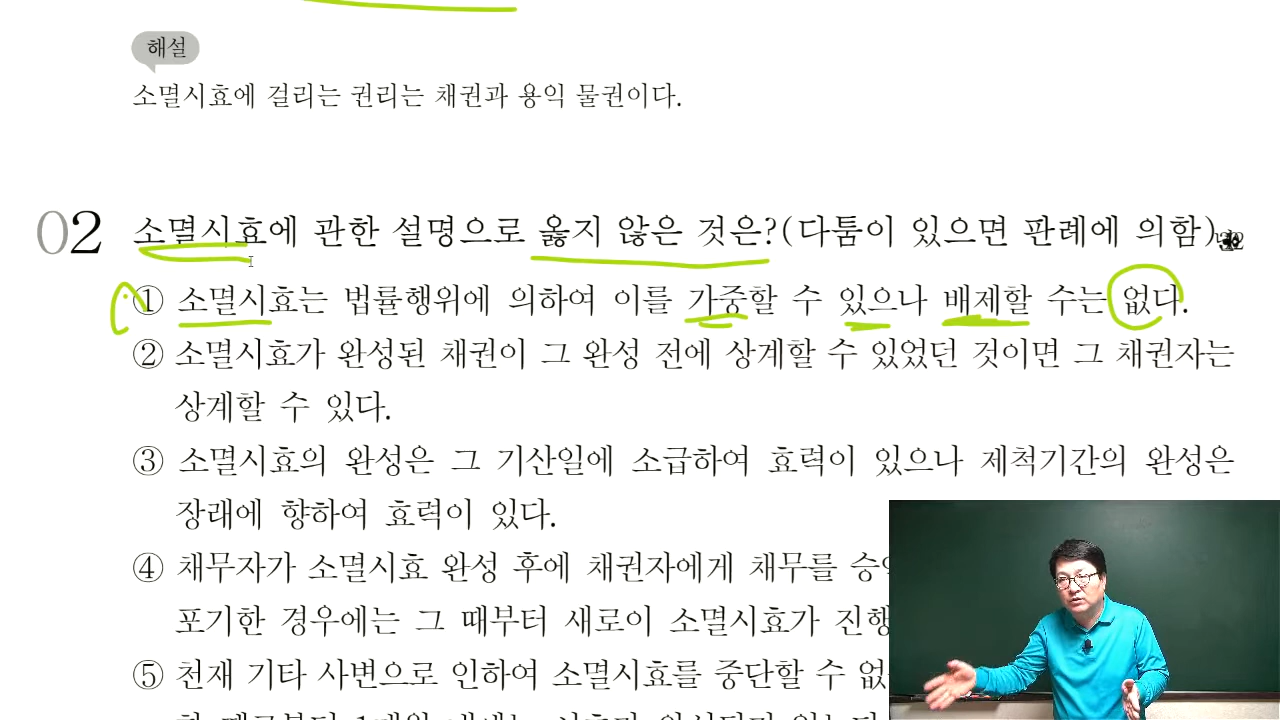 해설
소멸시효에 걸리는 권리는 채권과 용익 물권이다.
02 소멸시효에 관한 설명으로 옳지 않은 것은?(다툼이 있으면 판례에 의함)
① 소멸시효는 법률행위에 의하여 이를 가중할 수 있으나 배제할 수는 없다.
② 소멸시효가 완성된 채권이 그 완성 전에 상계할 수 있었던 것이면 그 채권자는
상계할 수 있다.
③ 소멸시효의 완성은 그 기산일에 소급하여 효력이 있으나 제척기간의 완성은
장래에 향하여 효력이 있다.
④ 채무자가 소멸시효 완성 후에 채권자에게 채무를
포기한 경우에는 그 때부터 새로이 소멸시효가 진행
⑤ 천재 기타 사변으로 인하여 소멸시효를 중단할 수 없